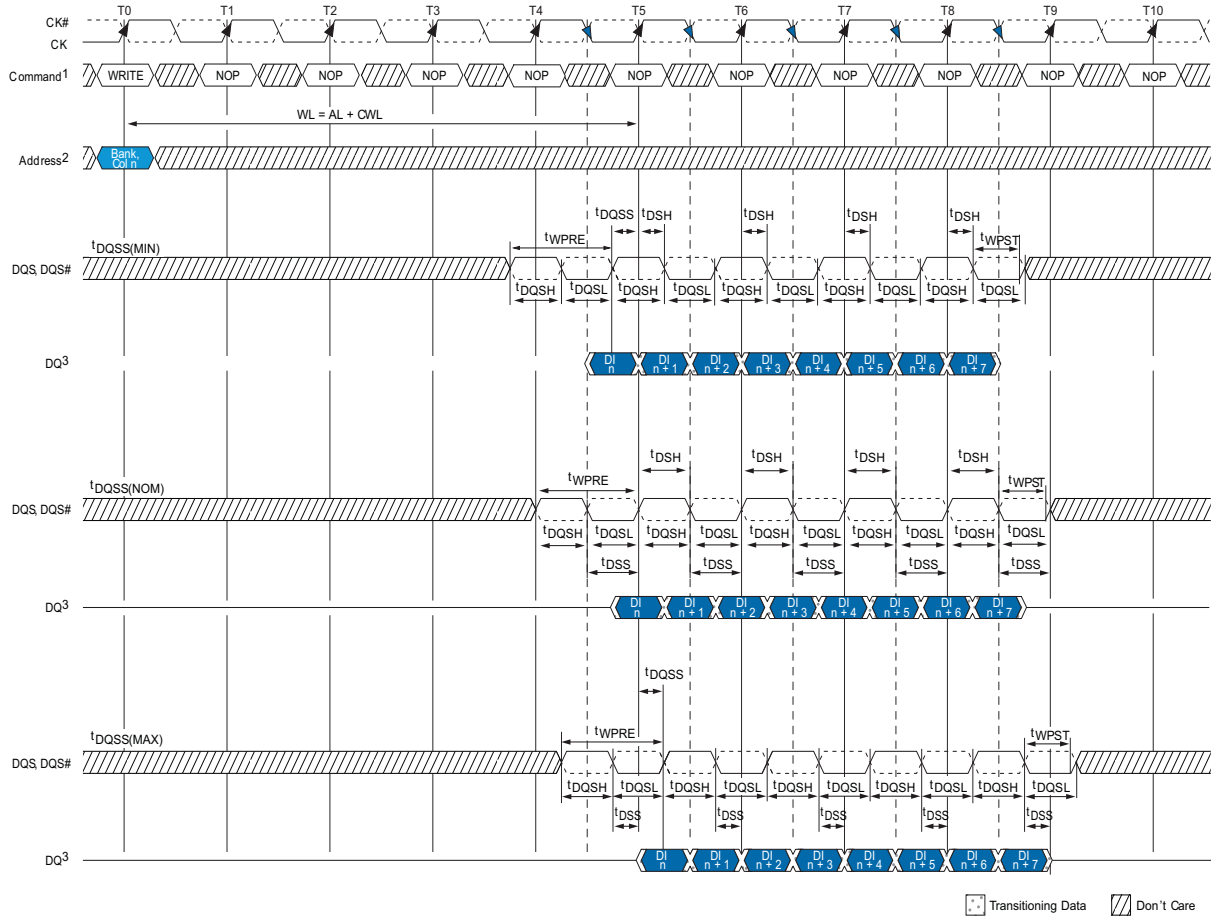 T0 T1 T2 T3 T4 T5 T6 T7 T8 T9 T10
CK#
CK
Command1 WRITE NOP NOP NOP NOP NOP NOP NOP NOP NOP NOP
WL = AL + CWL
Address2 Bank, Col n
tDQSS tDSH tDSH tDSH tDSH
tDQSS(MIN) tWPRE tWPST
DQS, DQS#
tDQSH tDQSL tDQSH tDQSL tDQSH tDQSL tDQSH tDQSL tDQSH tDQSL
DQ3 DI n DI n + 1 DI n + 2 DI n + 3 DI n + 4 DI n + 5 DI n + 6 DI n + 7
tDSH tDSH tDSH tDSH
tDQSS(NOM) tWPRE tWPST
DQS, DQS#
tDQSH tDQSL tDQSH tDQSL tDQSH tDQSL tDQSH tDQSL tDQSH tDQSL
tDSS tDSS tDSS tDSS tDSS
DQ3 DI n DI n + 1 DI n + 2 DI n + 3 DI n + 4 DI n + 5 DI n + 6 DI n + 7
tDQSS
tDQSS(MAX) tWPRE tWPST
DQS, DQS#
tDQSH tDQSL tDQSH tDQSL tDQSH tDQSL tDQSH tDQSL tDQSH tDQSL
tDSS tDSS tDSS tDSS tDSS
DQ3 DI n DI n + 1 DI n + 2 DI n + 3 DI n + 4 DI n + 5 DI n + 6 DI n + 7
Transitioning Data Don't Care